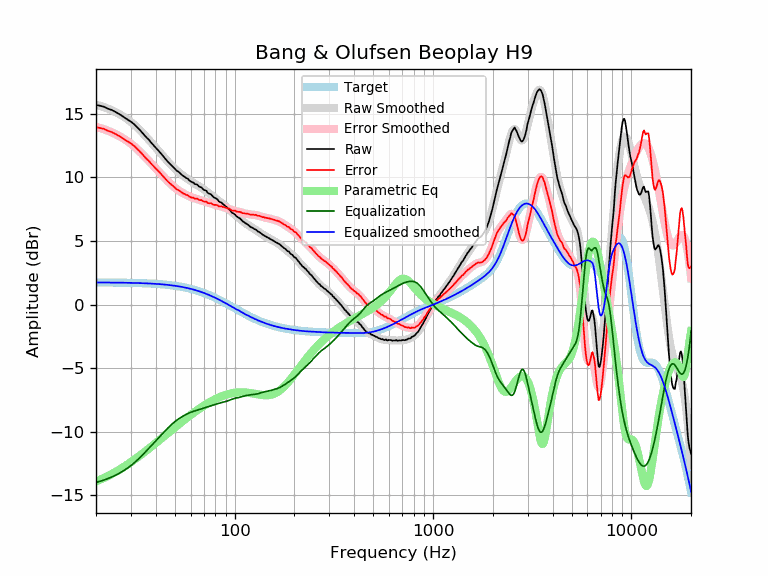 Bang & Olufsen Beoplay H9
Target
Raw Smoothed
Error Smoothed
Raw
Error
Parametric Eq
Equalization
Equalized smoothed
Amplitude (dBr)
15
10
5
0
−5
−10
−15
100
1000
10000
Frequency (Hz)